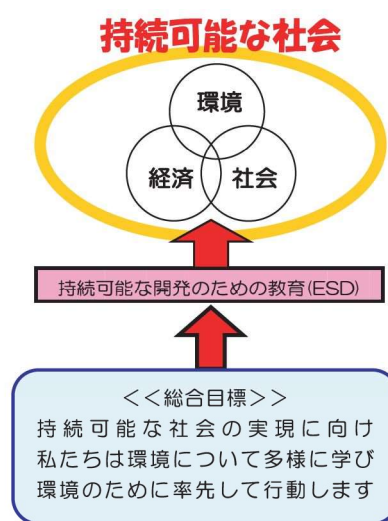 持続可能な社会
環境
経済 社会
持続可能な開発のための教育(ESD)
<<総合目標>>
持続可能な社会の実現に向け
私たちは環境について多様に学び
環境のために率先して行動します